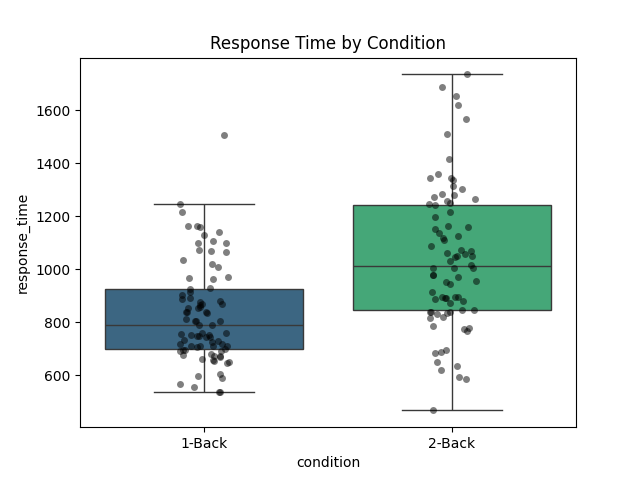 Response Time by Condition
response_time
1600
1400
1200
1000
800
600
1-Back
2-Back
condition